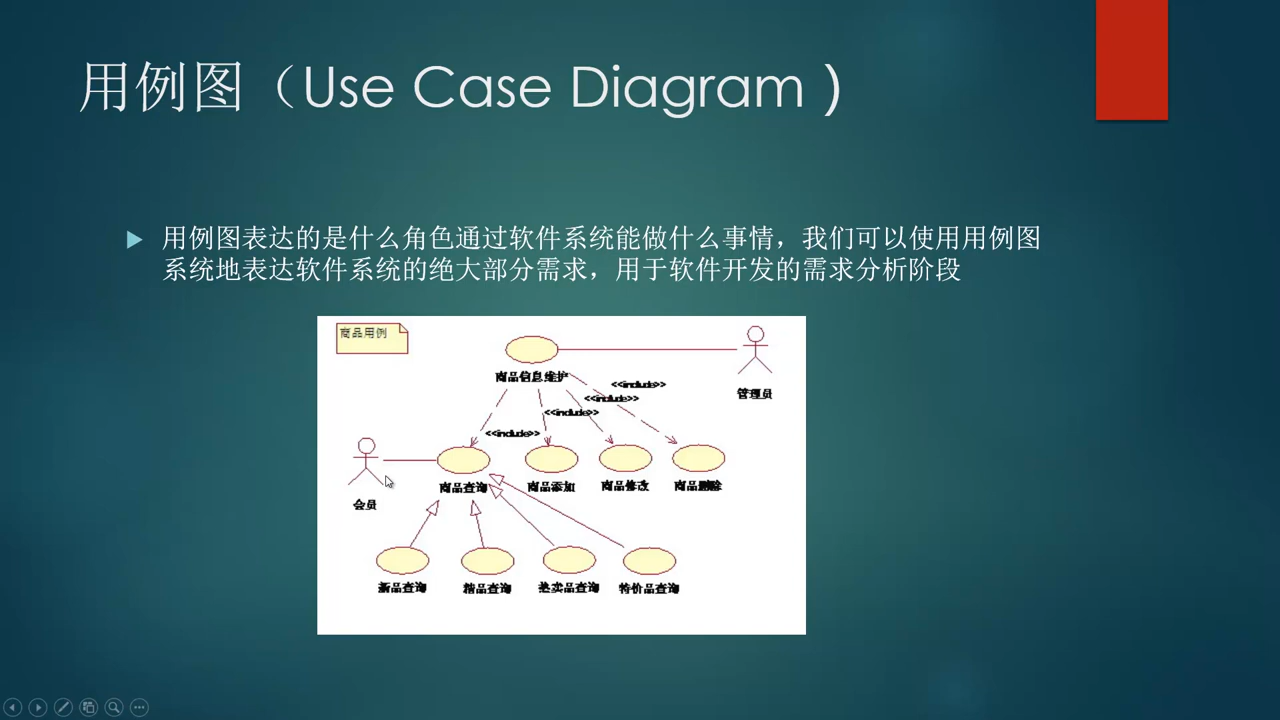 用例图（Use Case Diagram )
用例图表达的是什么角色通过软件系统能做什么事情，我们可以使用用例图
系统地表达软件系统的绝大部分需求，用于软件开发的需求分析阶段
商品用例
商品信息维护
管理员
<<include>>
<<include>>
<<include>>
<<include>>
会员
商品查询
商品添加
商品修改
商品删除
新品查询
精品查询
热卖品查询
特价品查询